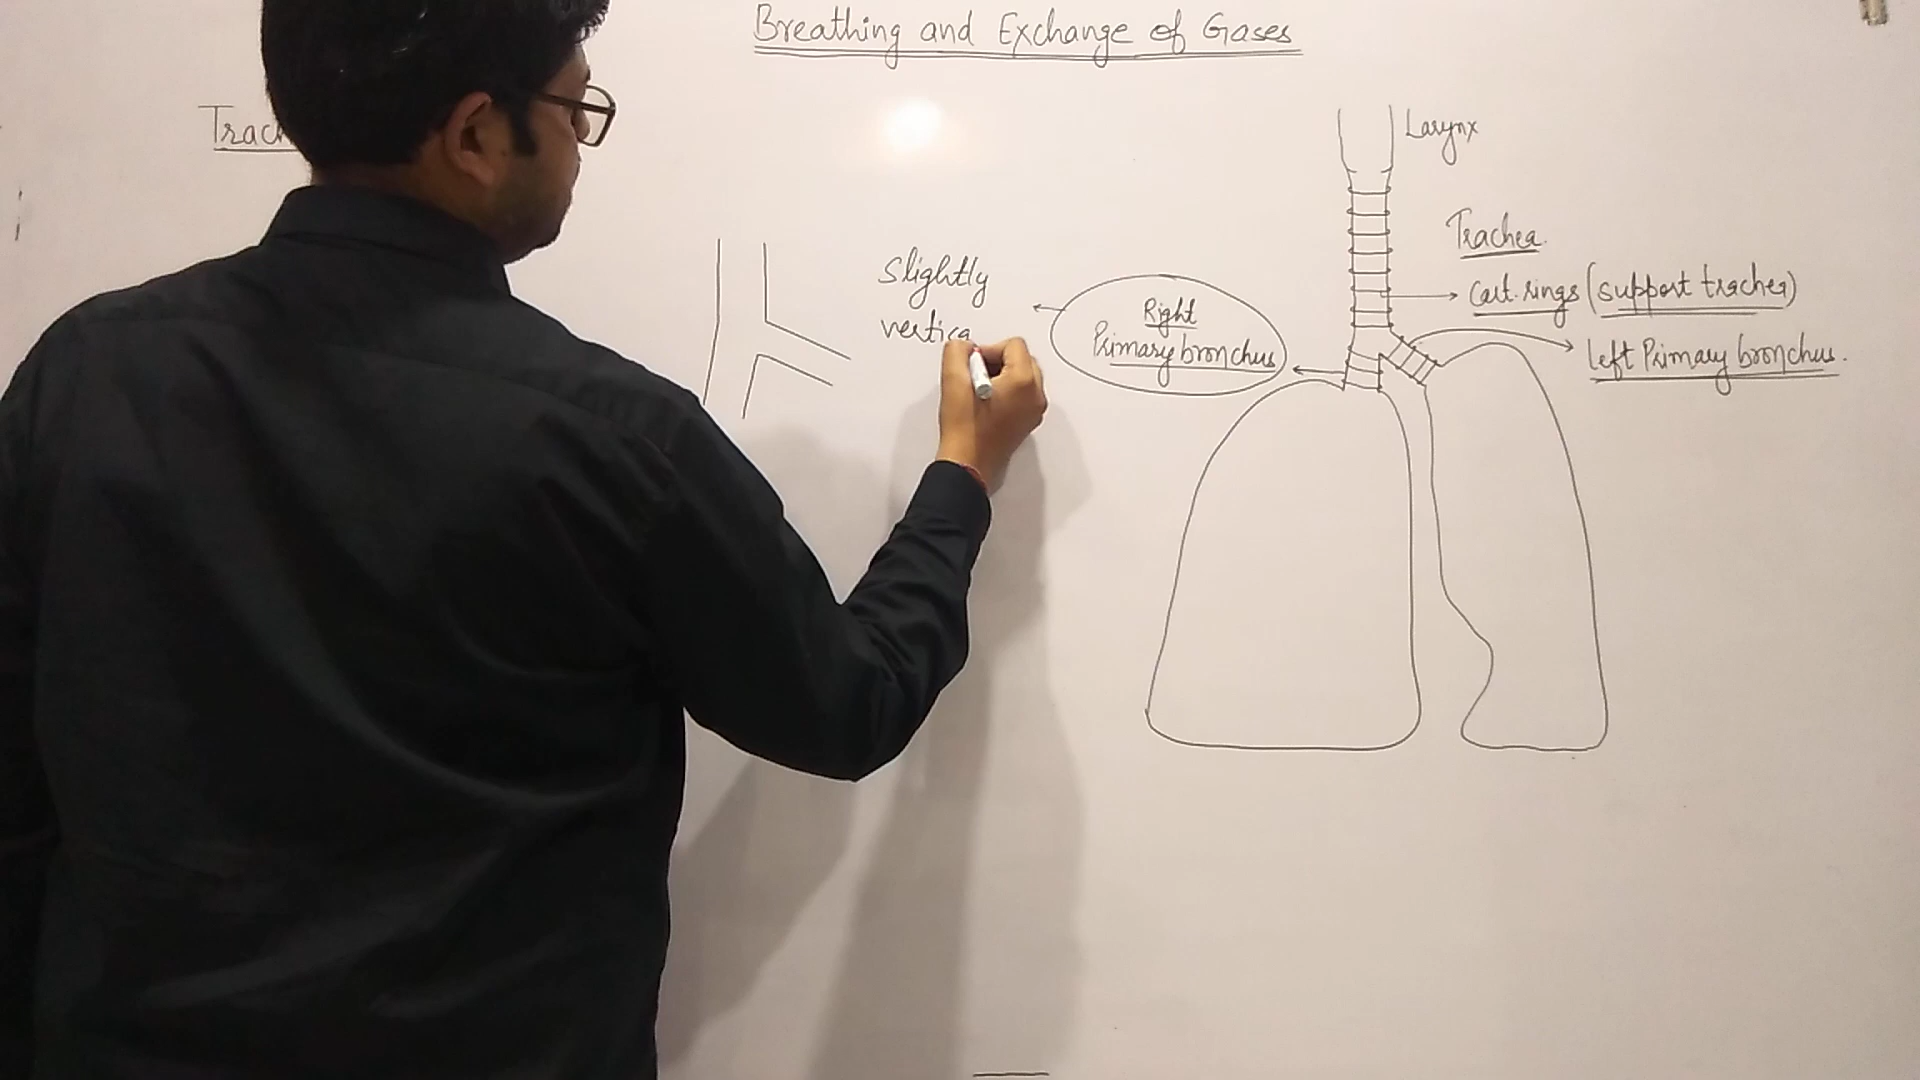 Breathing and Exchange of Gases
Trach
Larynx
Trachea.
Cart. rings (support trachea)
Left Primary bronchus.
Right
Primary bronchus
Slightly
vertica